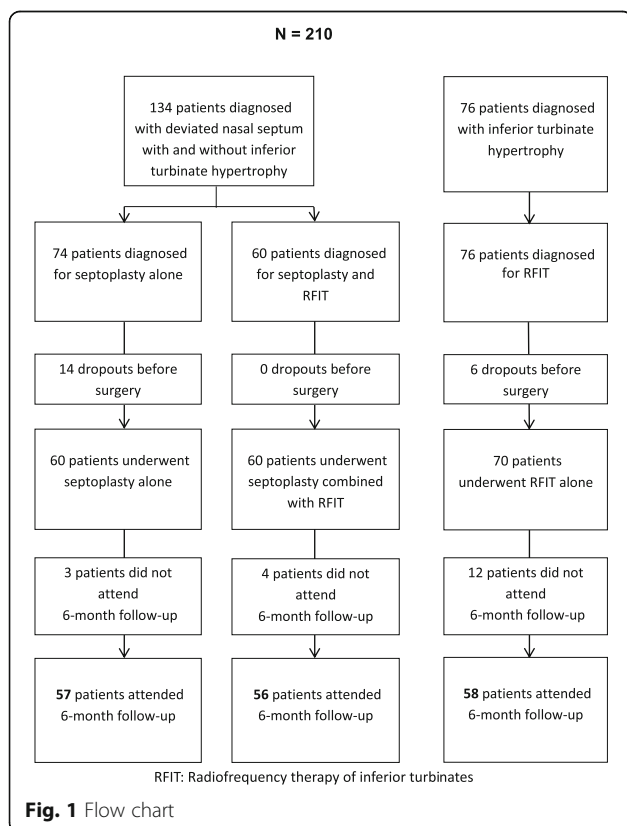 N = 210
134 patients diagnosed
with deviated nasal septum
with and without inferior
turbinate hypertrophy
76 patients diagnosed
with inferior turbinate
hypertrophy
74 patients diagnosed
for septoplasty alone
60 patients diagnosed
for septoplasty and
RFIT
76 patients diagnosed
for RFIT
14 dropouts before
surgery
0 dropouts before
surgery
6 dropouts before
surgery
60 patients underwent
septoplasty alone
60 patients underwent
septoplasty combined
with RFIT
70 patients
underwent RFIT alone
3 patients did not
attend
6-month follow-up
4 patients did not
attend
6-month follow-up
12 patients did not
attend
6-month follow-up
57 patients attended
6-month follow-up
56 patients attended
6-month follow-up
58 patients attended
6-month follow-up
RFIT: Radiofrequency therapy of inferior turbinates
Fig. 1 Flow chart